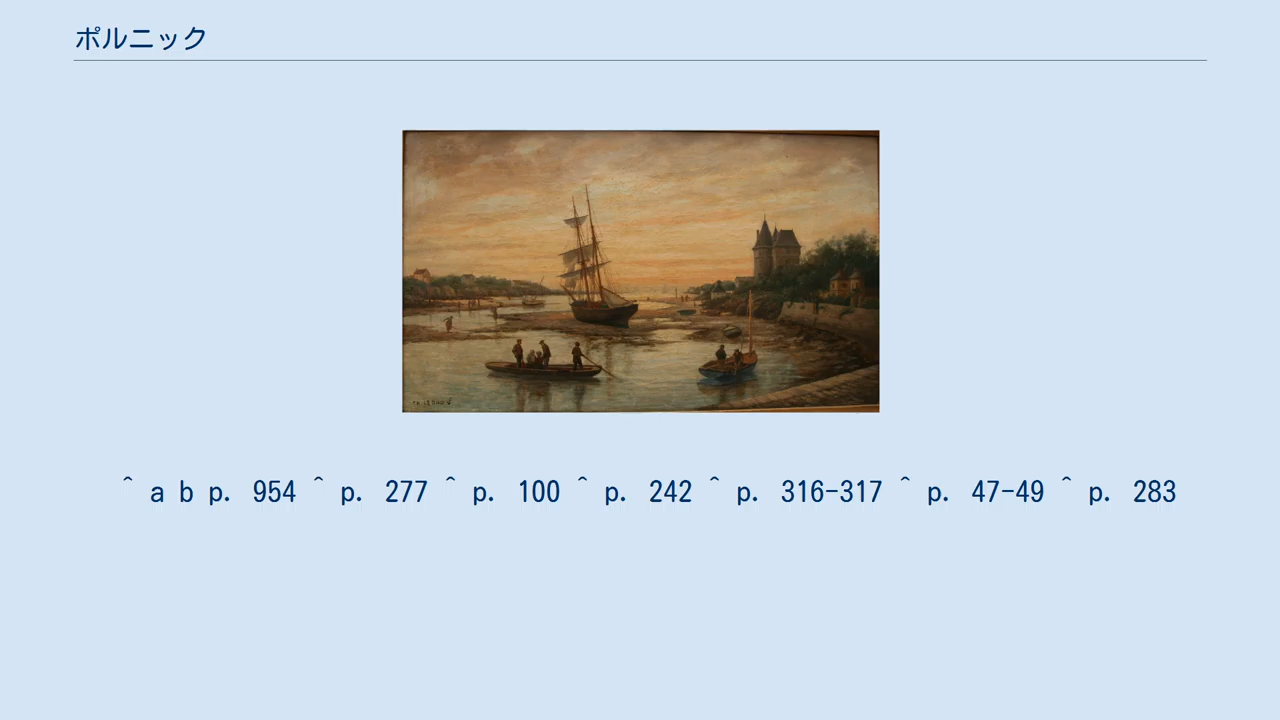 ポルニック
^ a b p. 954 ^ p. 277 ^ p. 100 ^ p. 242 ^ p. 316-317 ^ p. 47-49 ^ p. 283